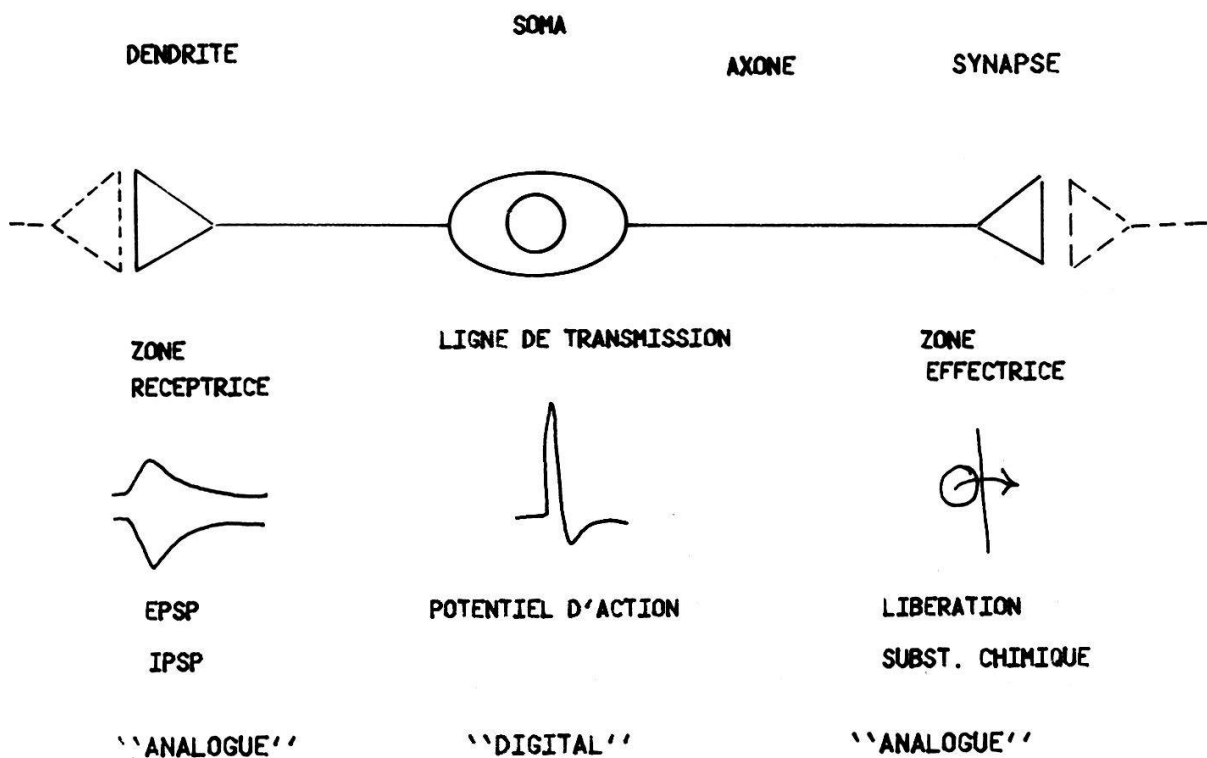 SOMA
DENDRITE
AXONE
SYNAPSE
ZONE
RECEPTRICE
LIGNE DE TRANSMISSION
ZONE
EFFECTRICE
EPSP
IPSP
POTENTIEL D'ACTION
LIBERATION
SUBST. CHIMIQUE
``ANALOGUE''
``DIGITAL''
``ANALOGUE''